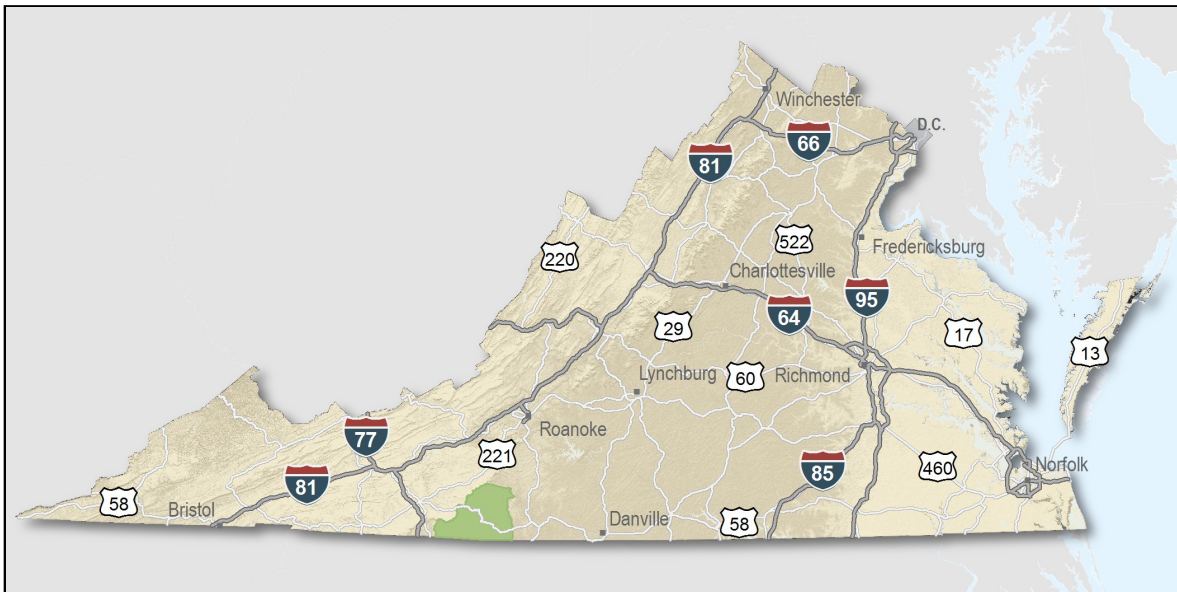 Winchester
D.C.
66
81
522
Fredericksburg
220
Charlottesville
95
64
29
17
13
Lynchburg
60
Richmond
77
Roanoke
221
85
460
Norfolk
81
58
Bristol
Danville
58